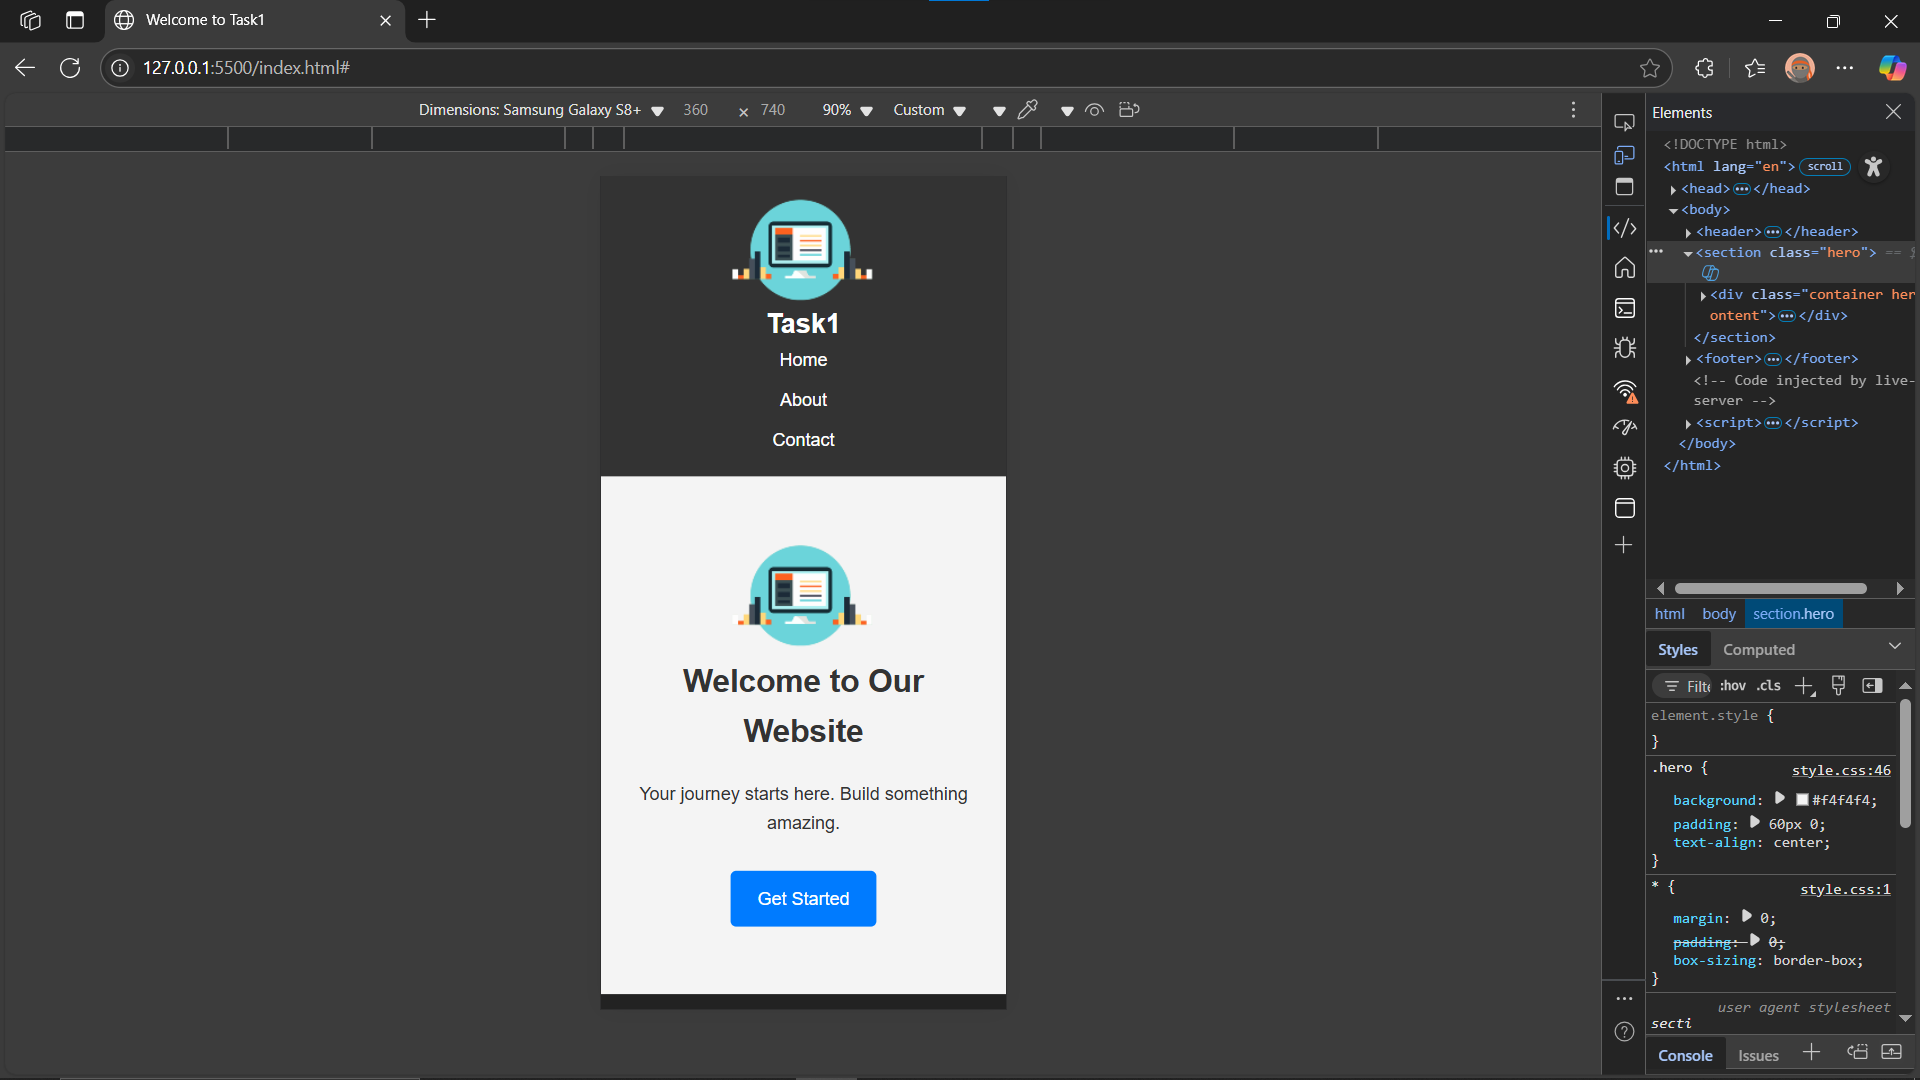 Welcome to Task1
127.0.0.1:5500/index.html#
Dimensions: Samsung Galaxy S8+ 360 × 740 90% Custom
Task1
Home
About
Contact
Welcome to Our
Website
Your journey starts here. Build something
amazing.
Get Started
Elements
<!DOCTYPE html>
<html lang="en"> scroll
<head> ••• </head>
<body>
<header> ••• </header>
••• <section class="hero"> ==
<div class="container her
ontent"> ••• </div>
</section>
<footer> ••• </footer>
<!-- Code injected by live-
server -->
<script> ••• </script>
</body>
</html>
html body section.hero
Styles Computed
Filte :hov .cls
element.style {
}
.hero { style.css:46
background: #f4f4f4;
padding: 60px 0;
text-align: center;
}
* { style.css:1
margin: 0;
padding: 0;
box-sizing: border-box;
}
user agent stylesheet
secti
Console Issues